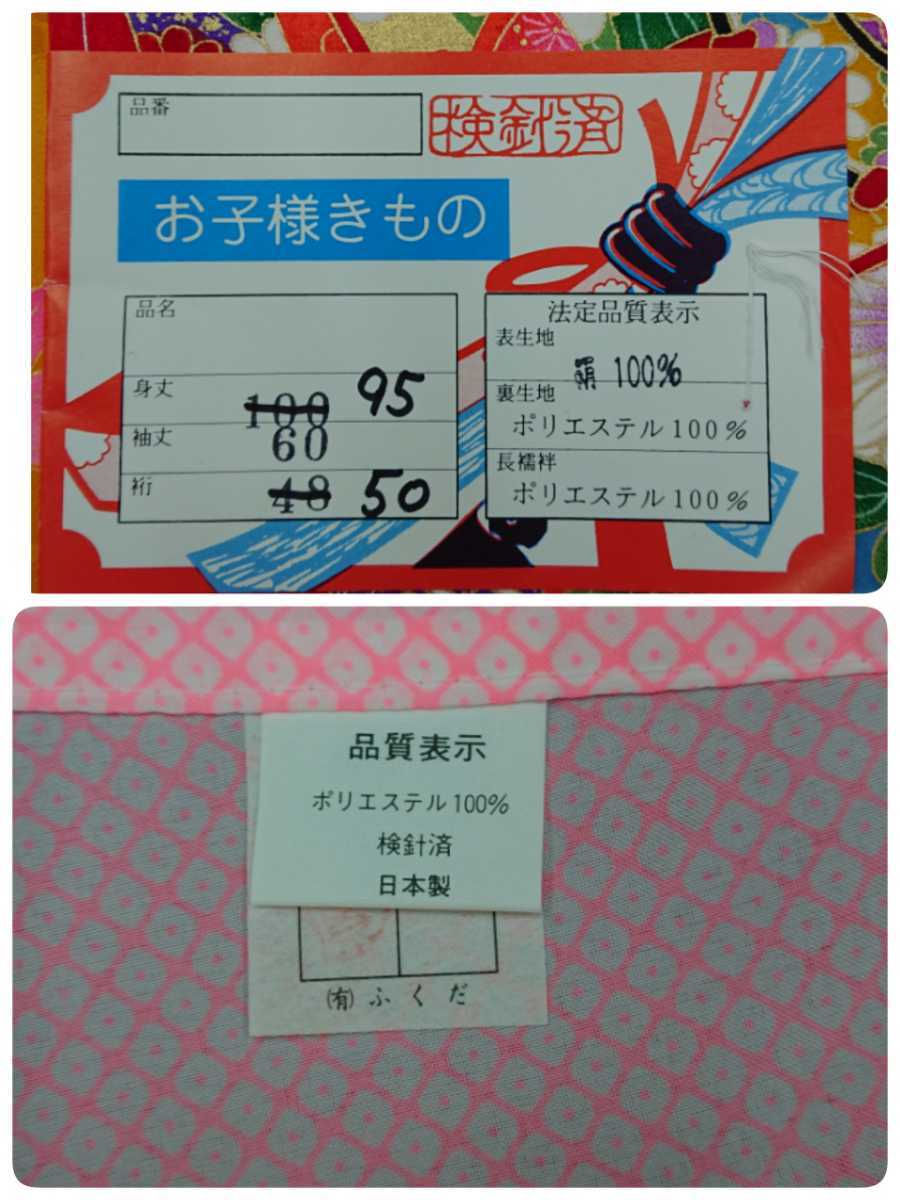 品番
検針済
お子様きもの
品名
身丈
100 95
袖丈
60
裄
48 50
法定品質表示
表生地
絹 100%
裏生地
ポリエステル100%
長襦袢
ポリエステル100%
品質表示
ポリエステル100%
検針済
日本製
㈲ ふくだ